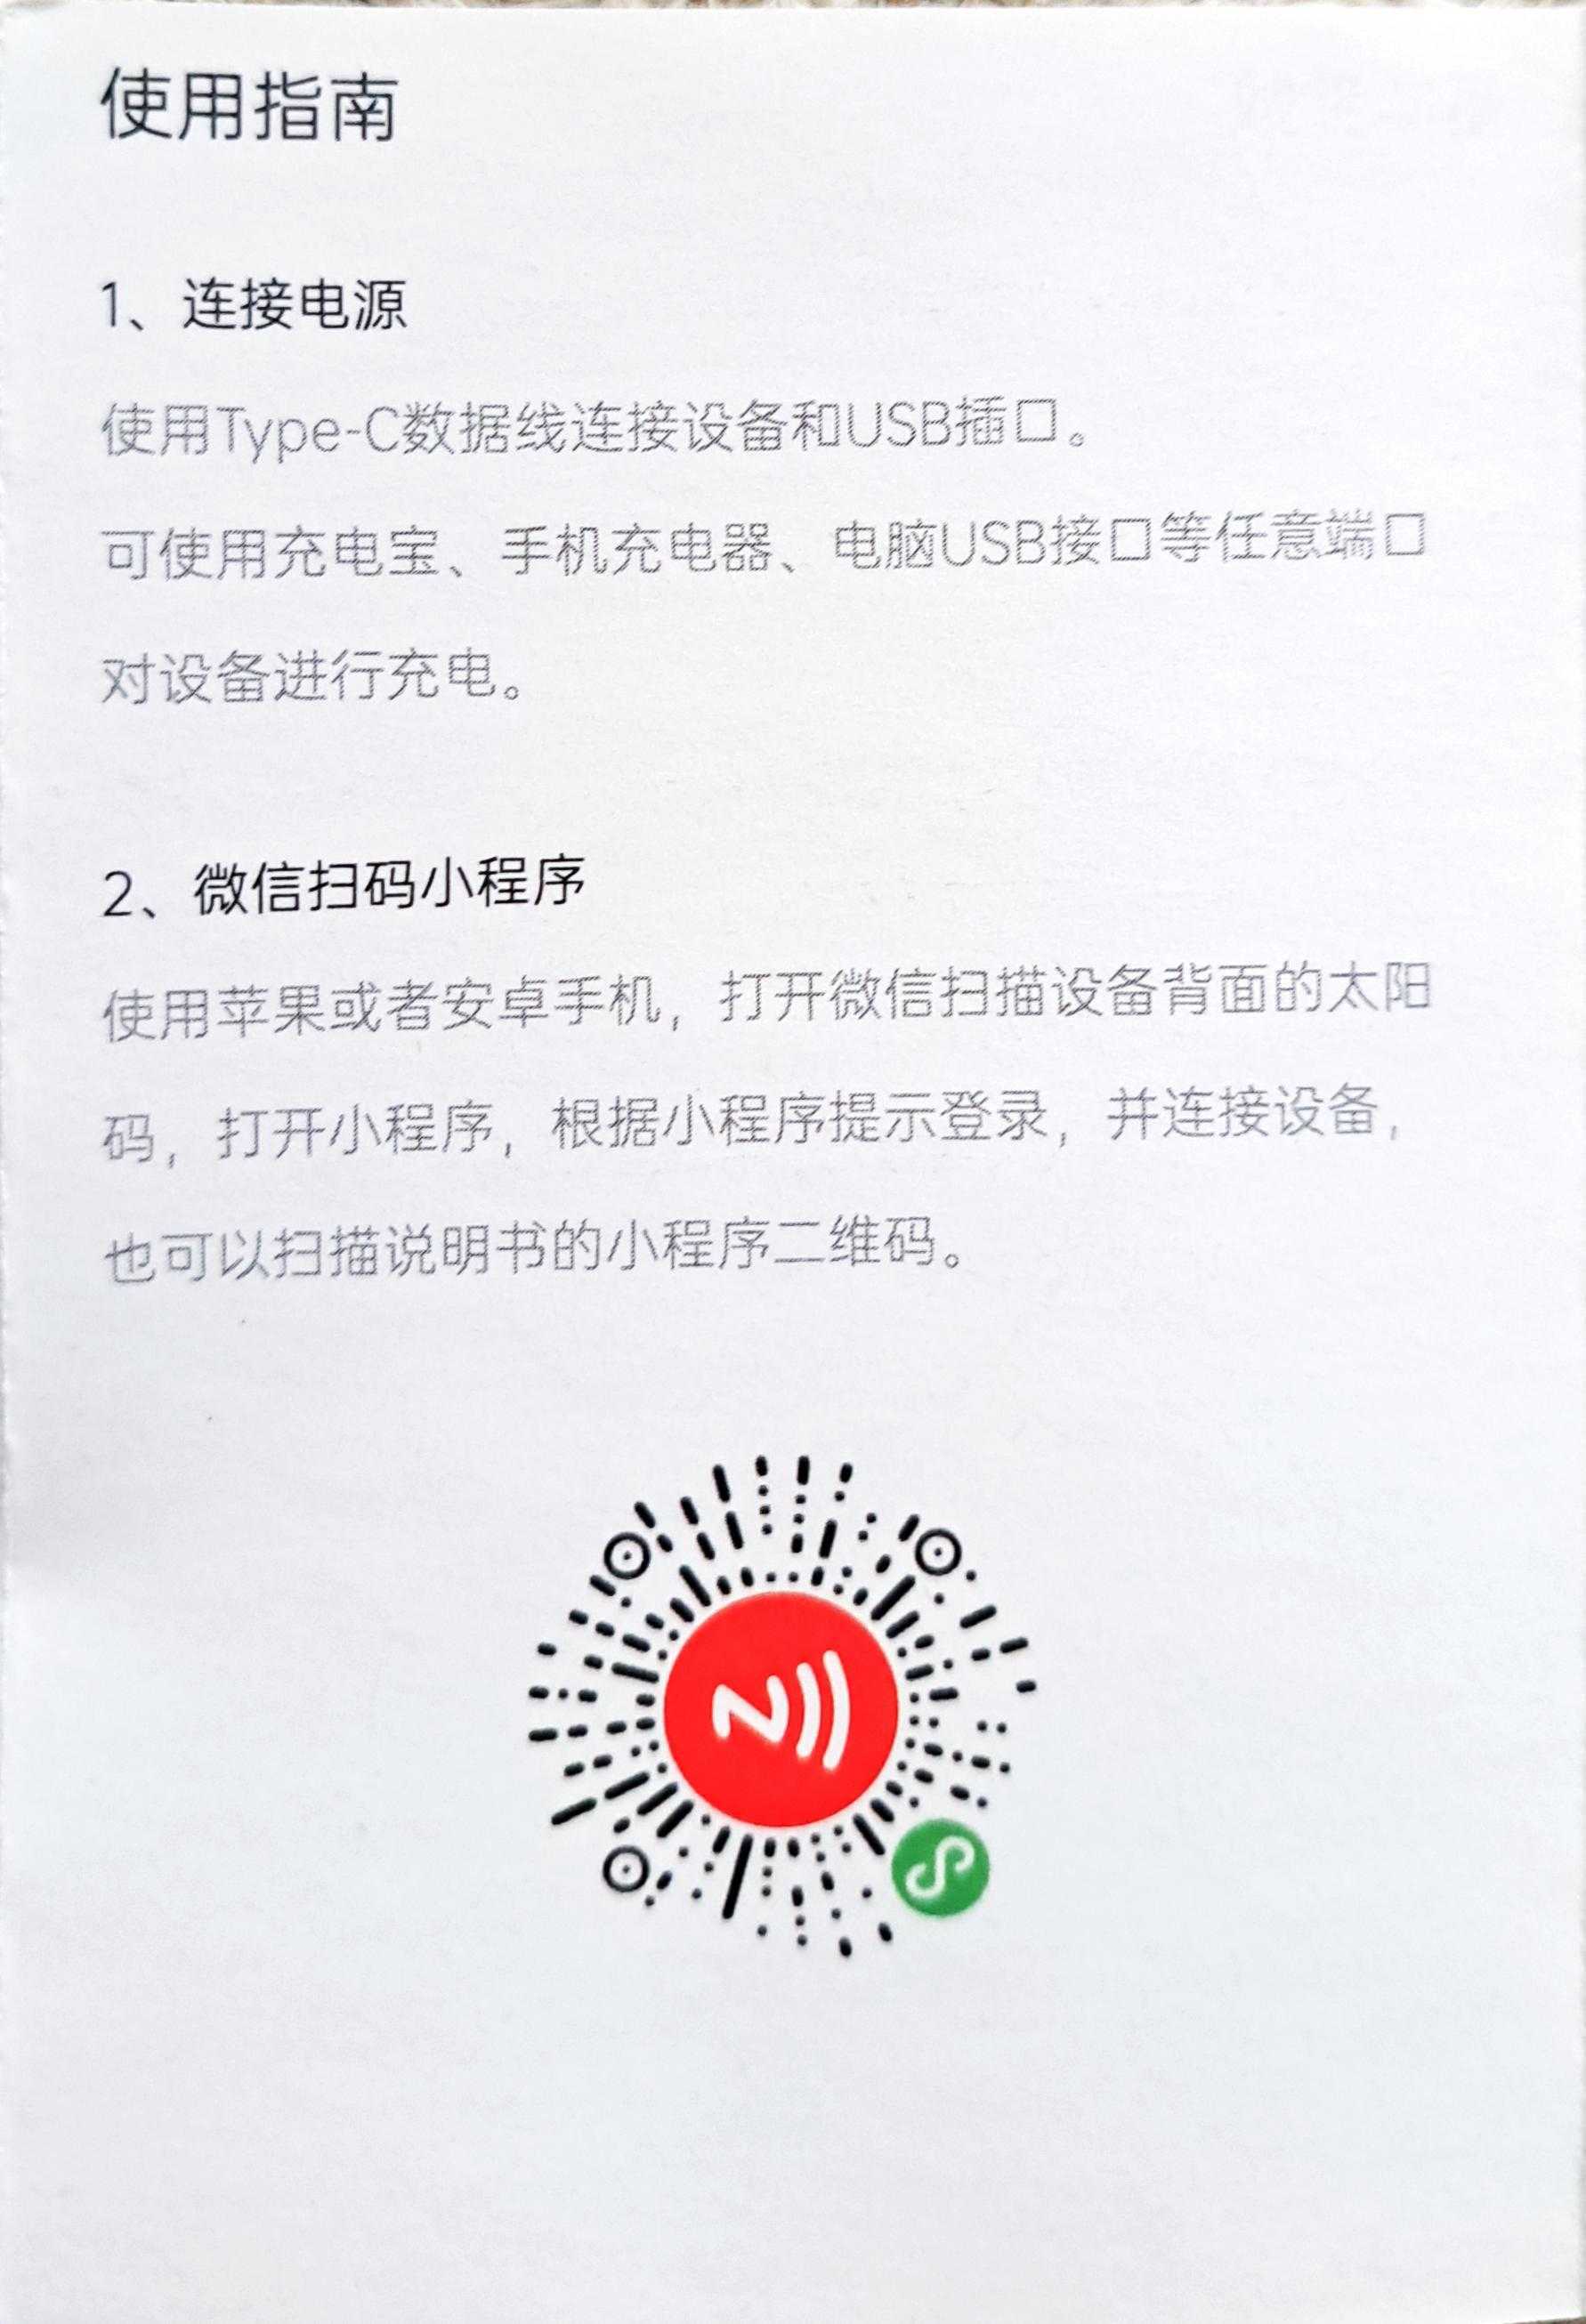 使用指南
1、连接电源
使用Type-C数据线连接设备和USB插口。
可使用充电宝、手机充电器、电脑USB接口等任意端口
对设备进行充电。
2、微信扫码小程序
使用苹果或者安卓手机，打开微信扫描设备背面的太阳
码，打开小程序，根据小程序提示登录，并连接设备，
也可以扫描说明书的小程序二维码。